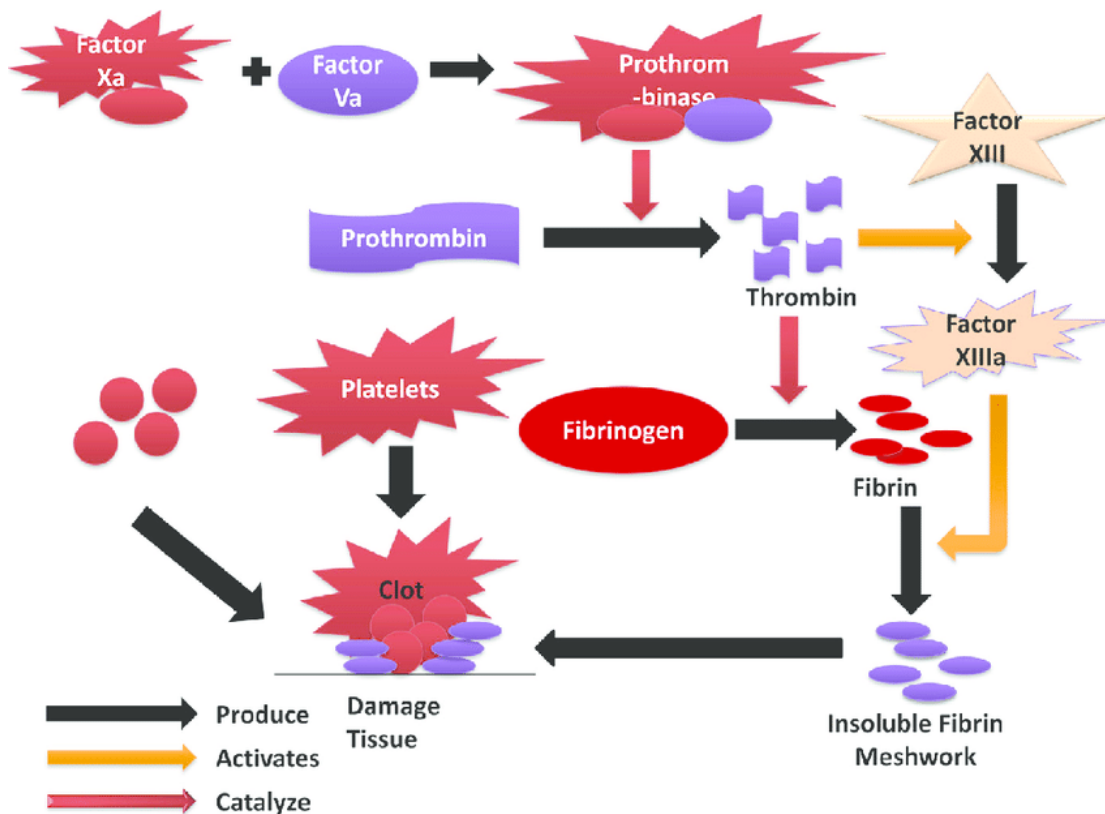 Factor
Xa
Factor
Va
Prothrom
-binase
Factor
XIII
Prothrombin
Thrombin
Factor
XIIIa
Platelets
Fibrinogen
Fibrin
Clot
Damage
Tissue
Insoluble Fibrin
Meshwork
Produce
Activates
Catalyze